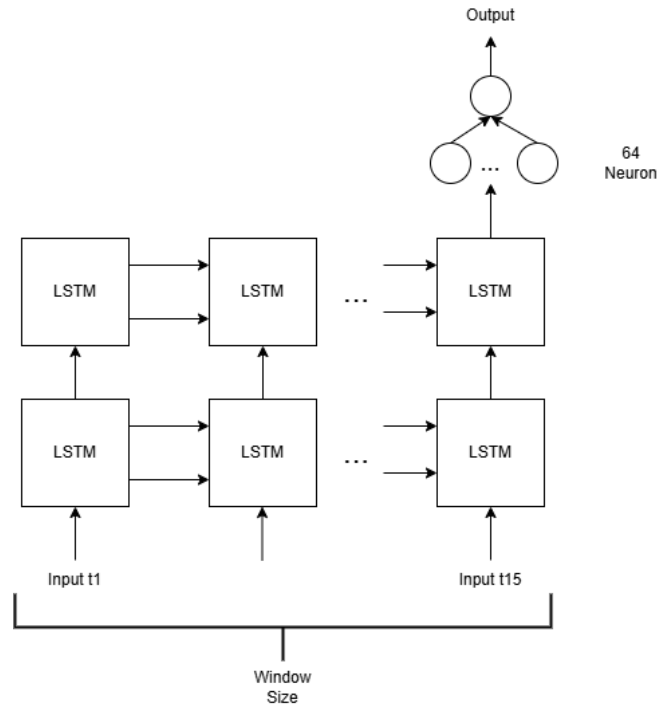 Output
...
64
Neuron
LSTM
LSTM
...
LSTM
LSTM
LSTM
...
LSTM
Input t1
Input t15
Window
Size